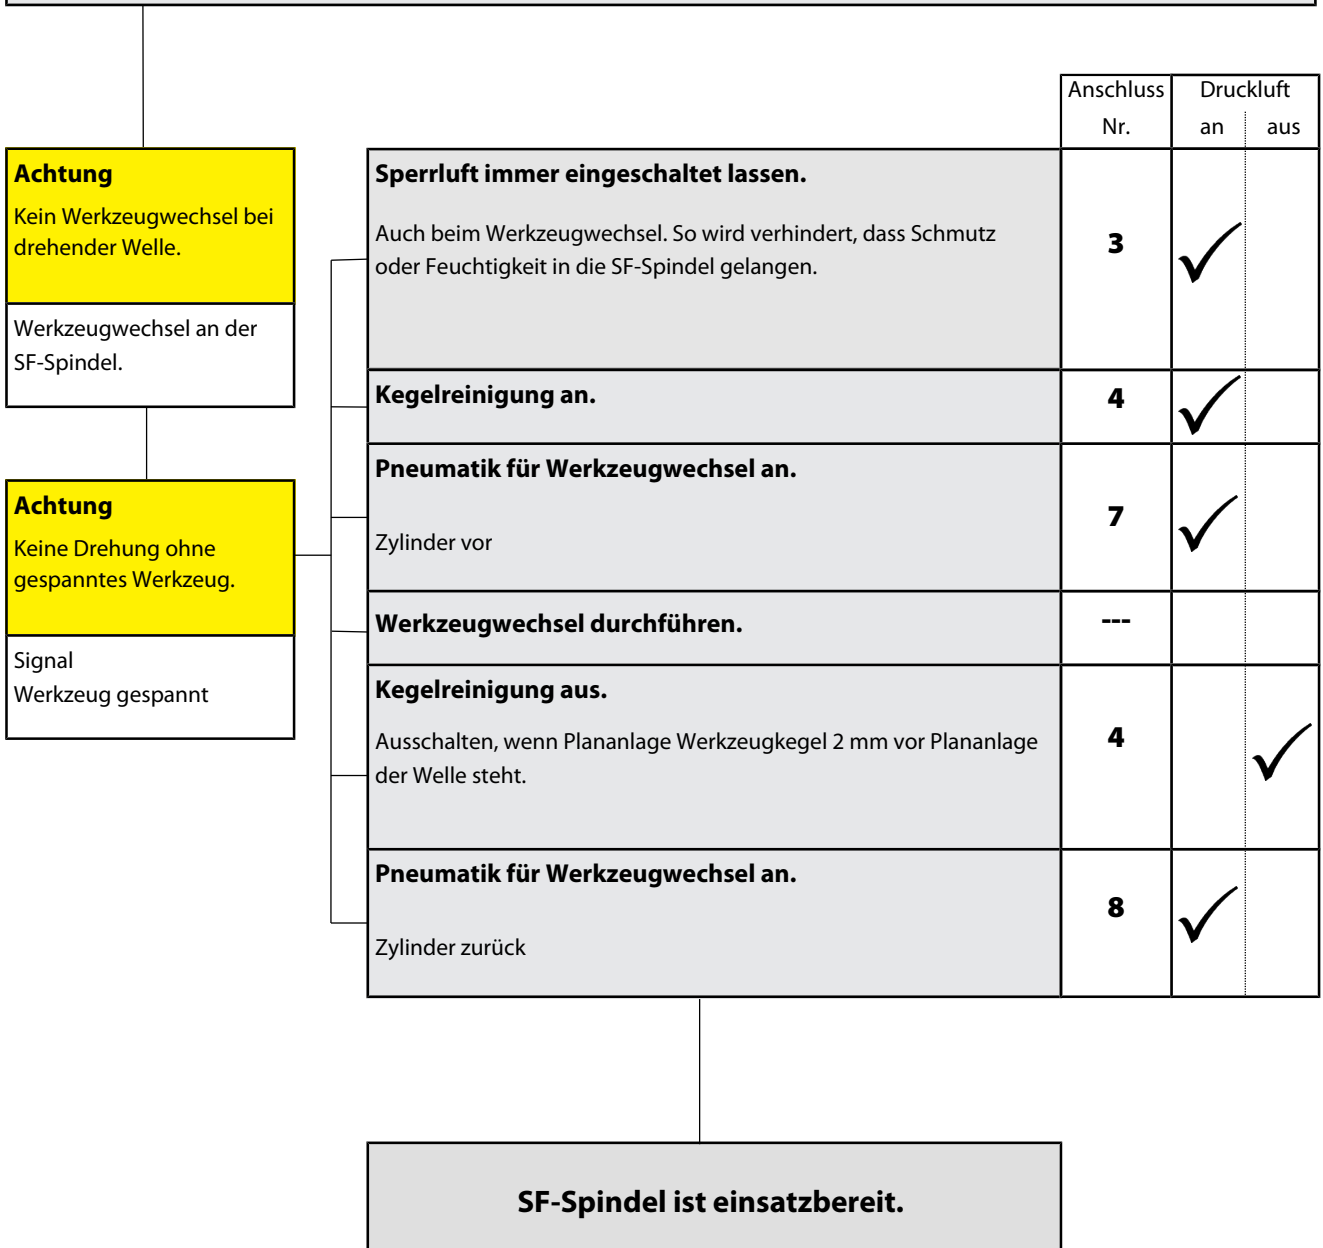 Anschluss
Nr.
Druckluft
an
aus
Achtung
Kein Werkzeugwechsel bei
drehender Welle.
Werkzeugwechsel an der
SF-Spindel.
Achtung
Keine Drehung ohne
gespanntes Werkzeug.
Signal
Werkzeug gespannt
Sperrluft immer eingeschaltet lassen.
Auch beim Werkzeugwechsel. So wird verhindert, dass Schmutz
oder Feuchtigkeit in die SF-Spindel gelangen.
3
Kegelreinigung an.
4
Pneumatik für Werkzeugwechsel an.
Zylinder vor
7
Werkzeugwechsel durchführen.
---
Kegelreinigung aus.
Ausschalten, wenn Plananlage Werkzeugkegel 2 mm vor Plananlage
der Welle steht.
4
Pneumatik für Werkzeugwechsel an.
Zylinder zurück
8
SF-Spindel ist einsatzbereit.